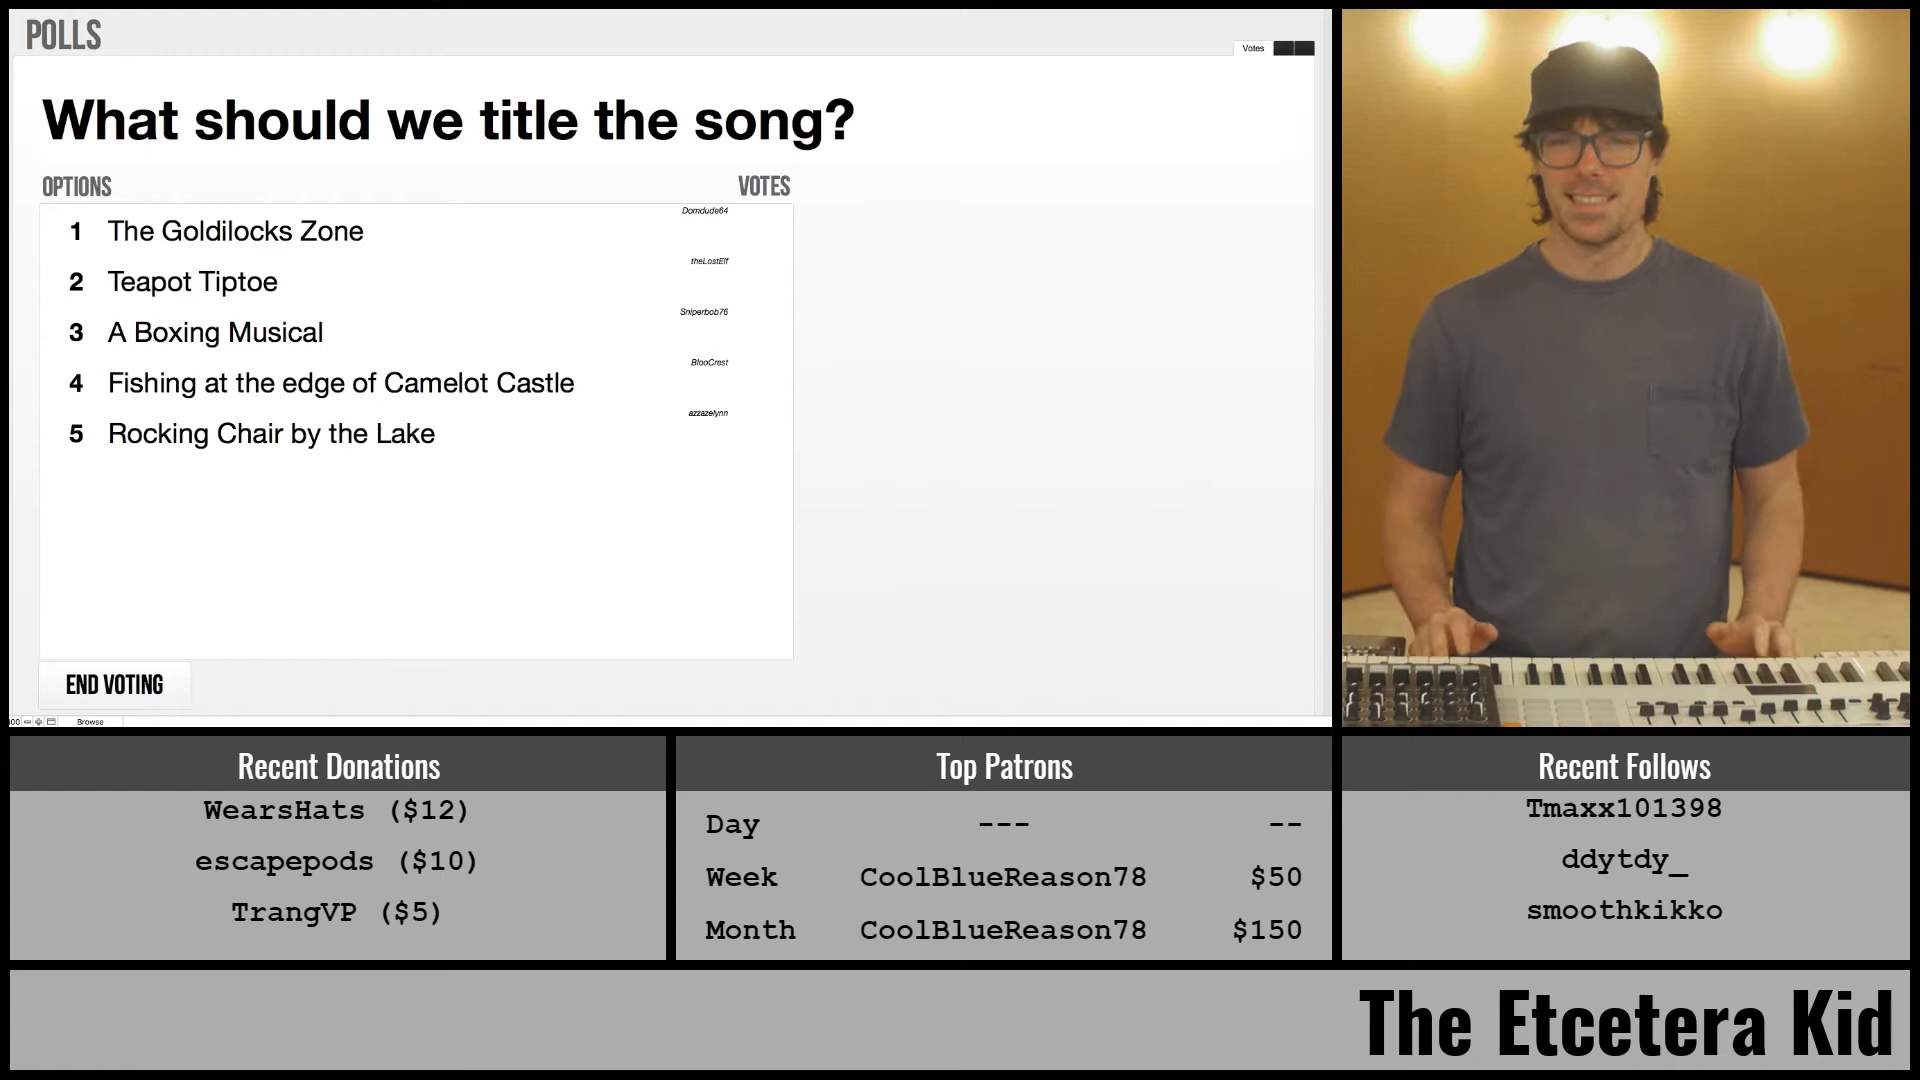 POLLS
Votes
What should we title the song?
OPTIONS VOTES
Domdude64
1 The Goldilocks Zone
theLostElf
2 Teapot Tiptoe
Sniperbob76
3 A Boxing Musical
BlooCrest
4 Fishing at the edge of Camelot Castle
azzazelynn
5 Rocking Chair by the Lake
END VOTING
Browse
Recent Donations
WearsHats ($12)
escapepods ($10)
TrangVP ($5)
Top Patrons
Day --- --
Week CoolBlueReason78 $50
Month CoolBlueReason78 $150
Recent Follows
Tmaxx101398
ddytdy_
smoothkikko
The Etcetera Kid